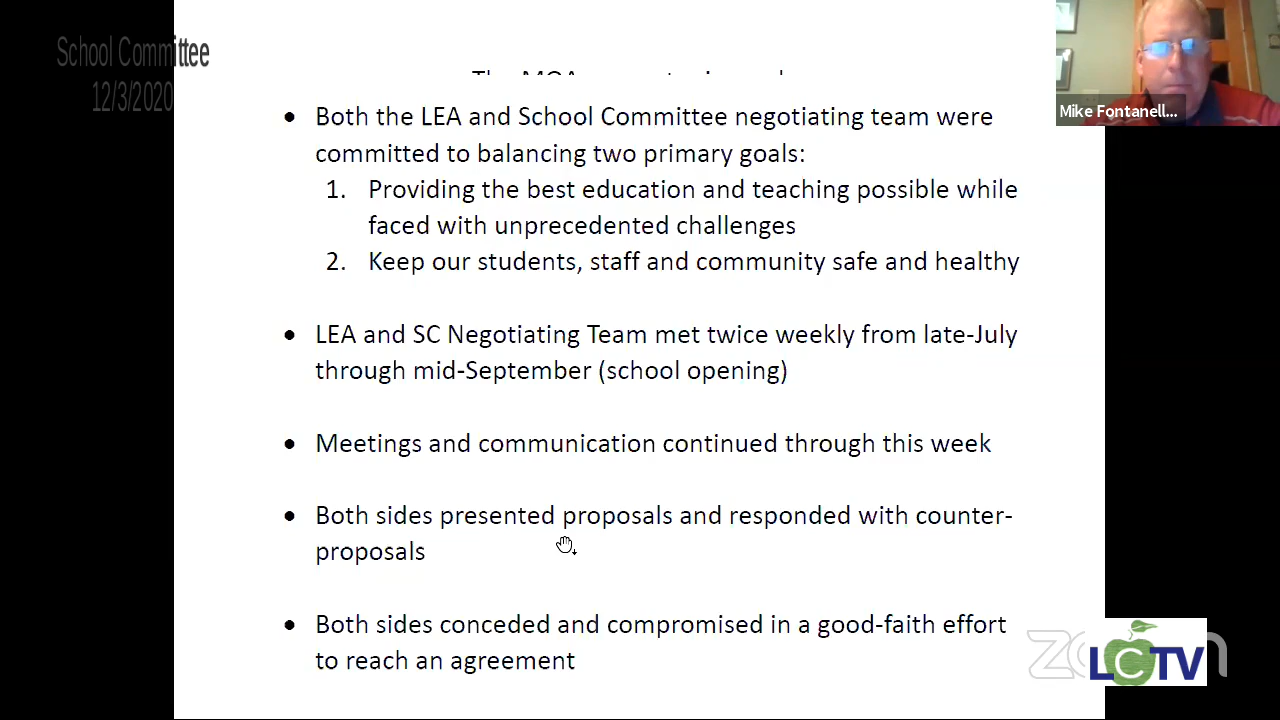 School Committee
12/3/2020
Mike Fontanell...
• Both the LEA and School Committee negotiating team were
committed to balancing two primary goals:
1. Providing the best education and teaching possible while
faced with unprecedented challenges
2. Keep our students, staff and community safe and healthy
• LEA and SC Negotiating Team met twice weekly from late-July
through mid-September (school opening)
• Meetings and communication continued through this week
• Both sides presented proposals and responded with counter-
proposals
• Both sides conceded and compromised in a good-faith effort
to reach an agreement
LCTV